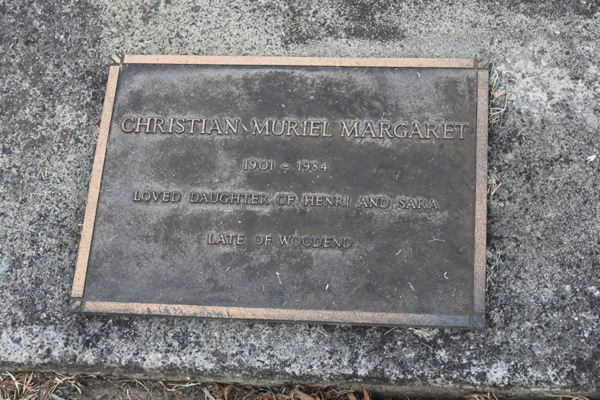 CHRISTIAN MURIEL MARGARET
1901 - 1984
LOVED DAUGHTER OF HENRI AND SARA
LATE OF WOODEND